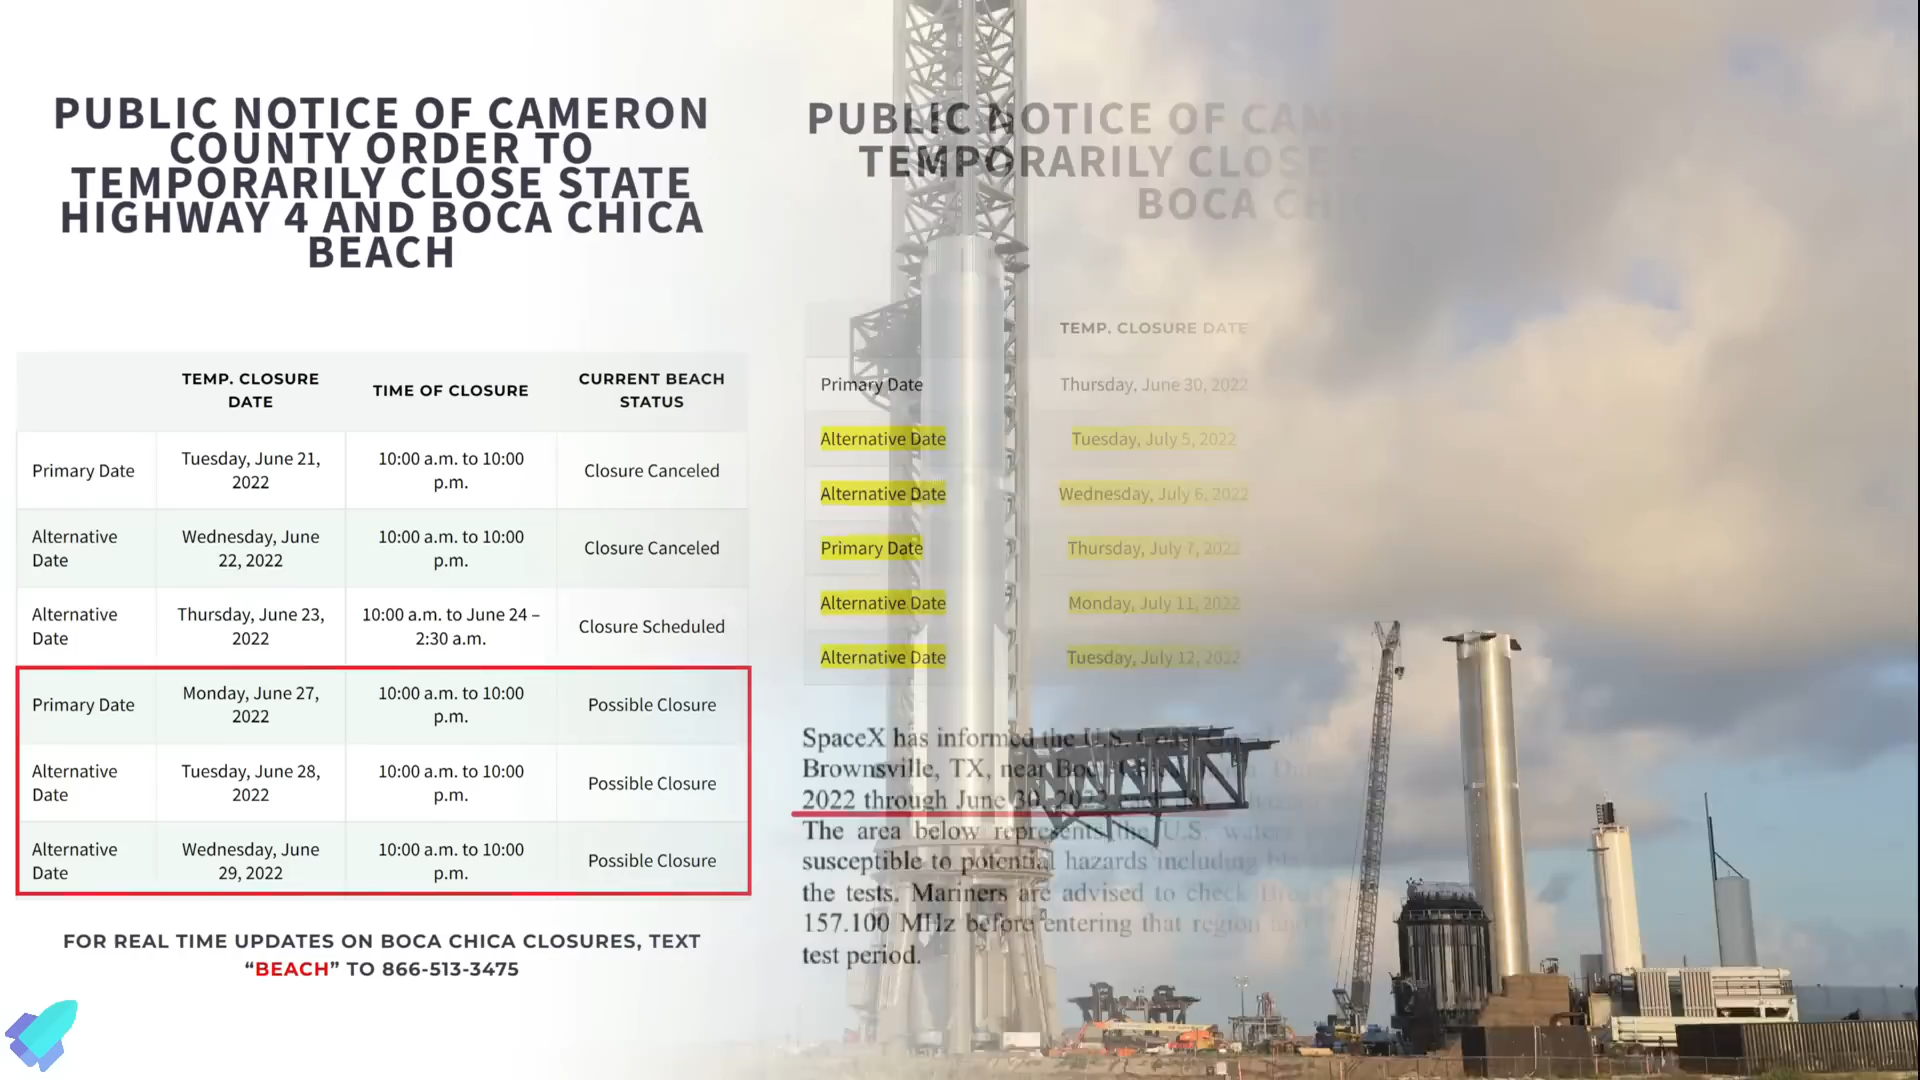 PUBLIC NOTICE OF CAMERON
COUNTY ORDER TO
TEMPORARILY CLOSE STATE
HIGHWAY 4 AND BOCA CHICA
BEACH
TEMP. CLOSURE DATE
TIME OF CLOSURE
CURRENT BEACH STATUS
Primary Date
Tuesday, June 21, 2022
10:00 a.m. to 10:00 p.m.
Closure Canceled
Alternative Date
Wednesday, June 22, 2022
10:00 a.m. to 10:00 p.m.
Closure Canceled
Alternative Date
Thursday, June 23, 2022
10:00 a.m. to June 24 – 2:30 a.m.
Closure Scheduled
Primary Date
Monday, June 27, 2022
10:00 a.m. to 10:00 p.m.
Possible Closure
Alternative Date
Tuesday, June 28, 2022
10:00 a.m. to 10:00 p.m.
Possible Closure
Alternative Date
Wednesday, June 29, 2022
10:00 a.m. to 10:00 p.m.
Possible Closure
FOR REAL TIME UPDATES ON BOCA CHICA CLOSURES, TEXT
“BEACH” TO 866-513-3475
PUBLIC NOTICE OF
TEMPORARILY CLOSE
BOCA
TEMP. CLOSURE DATE
Primary Date Thursday, June 30, 2022
Alternative Date Tuesday, July 5, 2022
Alternative Date Wednesday, July 6, 2022
Primary Date Thursday, July 7, 2022
Alternative Date Monday, July 11, 2022
Alternative Date Tuesday, July 12, 2022
SpaceX has informed the U.S.
Brownsville, TX, near
2022 through June 30, 2022
The area below represents the U.S. waters
susceptible to potential hazards including
the tests. Mariners are advised to check
157.100 MHz before entering that region and
test period.